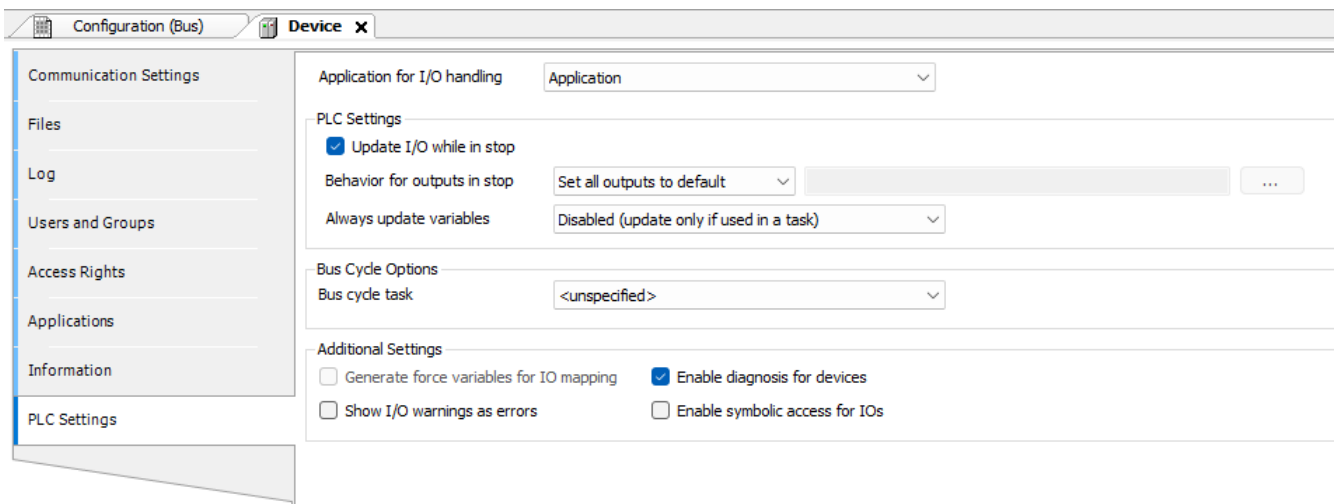 Configuration (Bus) Device
Communication Settings
Files
Log
Users and Groups
Access Rights
Applications
Information
PLC Settings
Application for I/O handling Application
PLC Settings
Update I/O while in stop
Behavior for outputs in stop Set all outputs to default ...
Always update variables Disabled (update only if used in a task)
Bus Cycle Options
Bus cycle task <unspecified>
Additional Settings
Generate force variables for IO mapping Enable diagnosis for devices
Show I/O warnings as errors Enable symbolic access for IOs